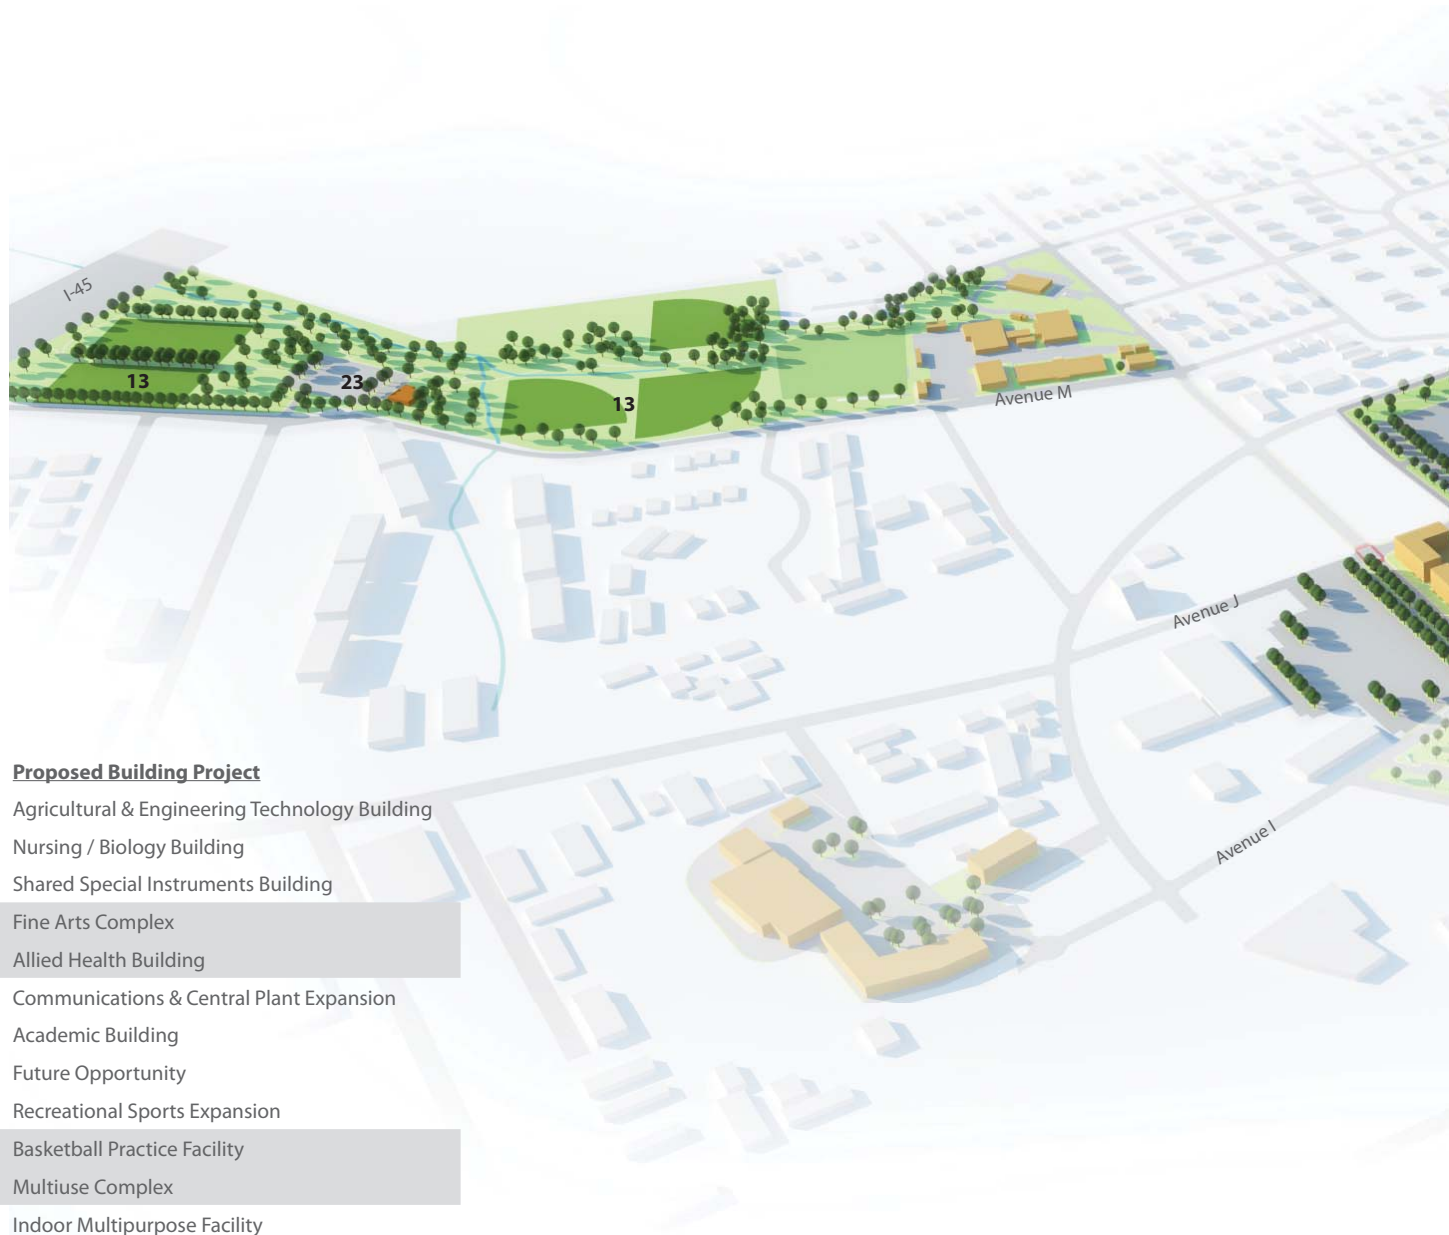 I-45
13
23
13
Avenue M
Avenue J
Avenue I
Proposed Building Project
Agricultural & Engineering Technology Building
Nursing / Biology Building
Shared Special Instruments Building
Fine Arts Complex
Allied Health Building
Communications & Central Plant Expansion
Academic Building
Future Opportunity
Recreational Sports Expansion
Basketball Practice Facility
Multiuse Complex
Indoor Multipurpose Facility